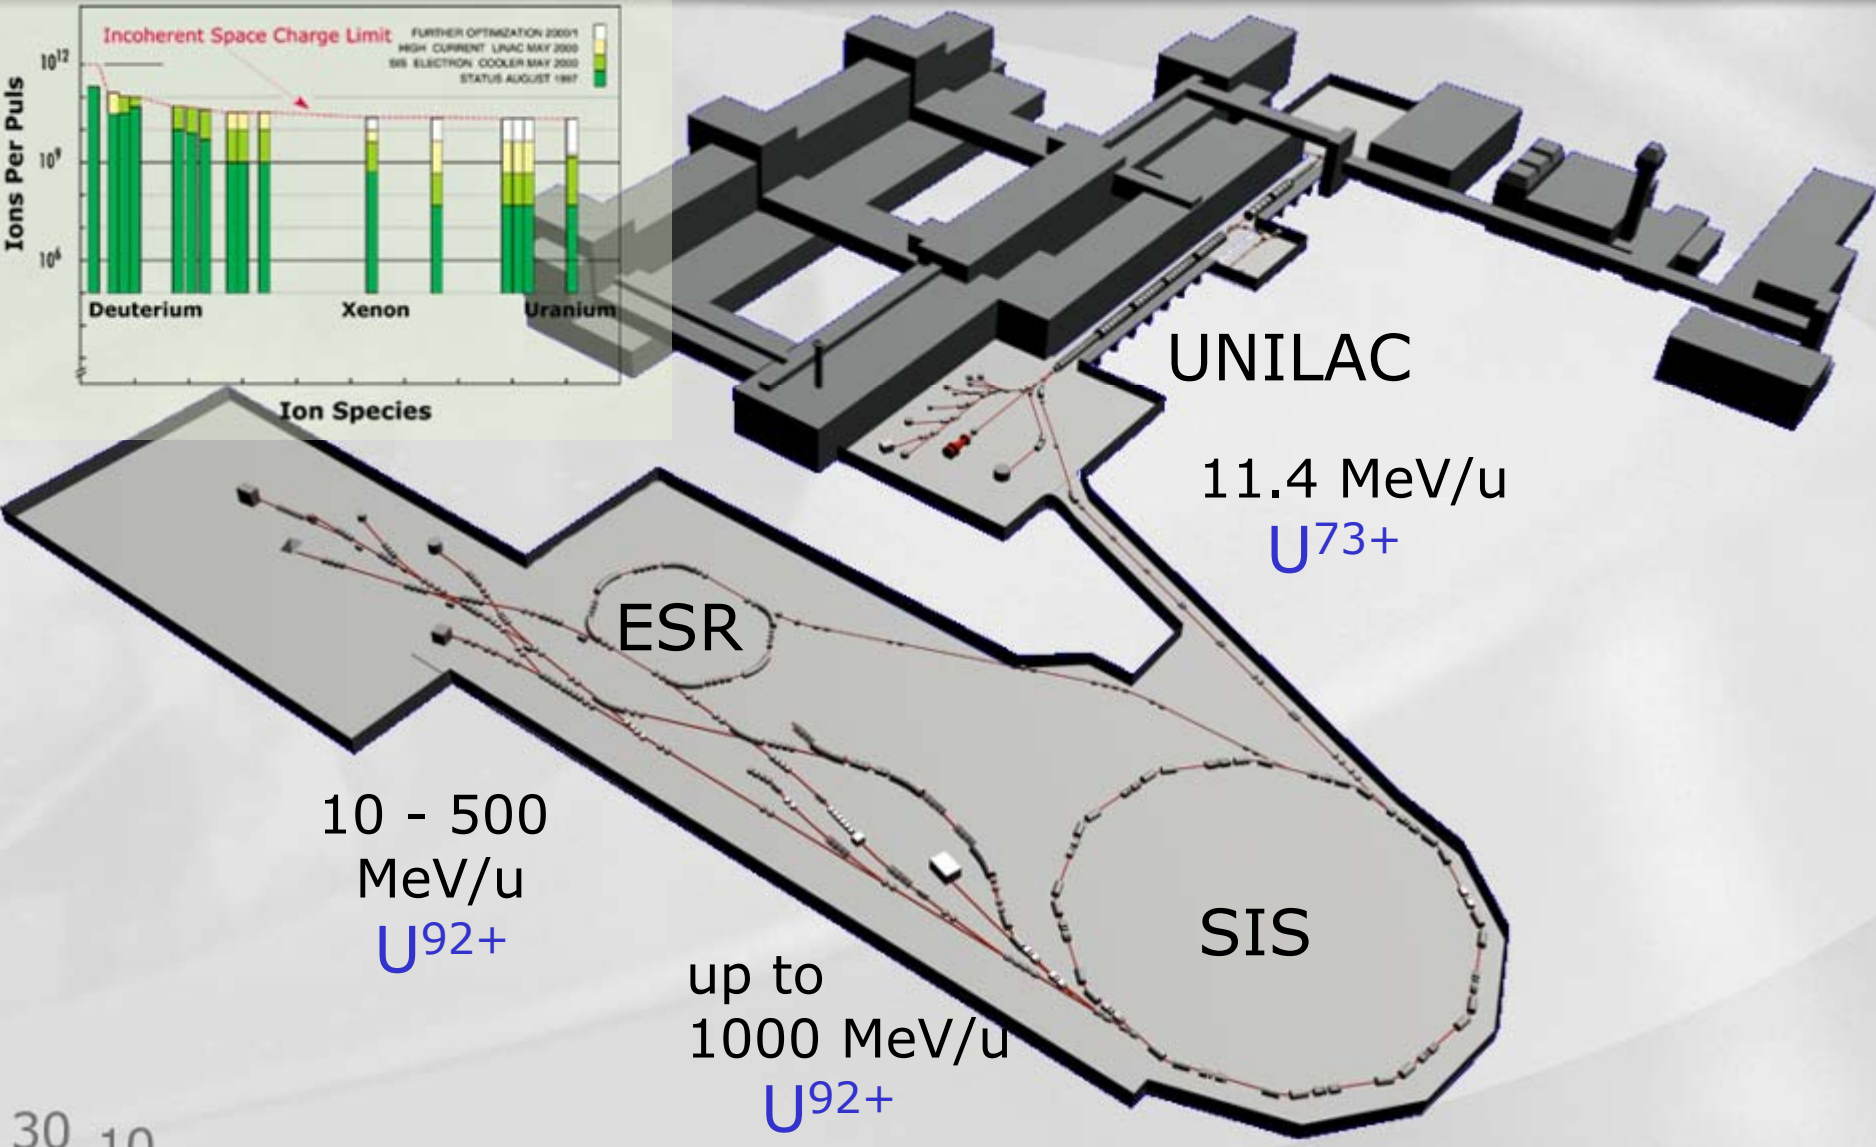 Incoherent Space Charge Limit
FURTHER OPTIMIZATION 2000/1
HIGH CURRENT LINAC MAY 2000
SIS ELECTRON COOLER MAY 2000
STATUS AUGUST 1997
Ions Per Puls
10¹²
10⁹
10⁶
Deuterium Xenon Uranium
Ion Species
UNILAC
11.4 MeV/u
U⁷³⁺
ESR
10 - 500
MeV/u
U⁹²⁺
SIS
up to
1000 MeV/u
U⁹²⁺
30 10